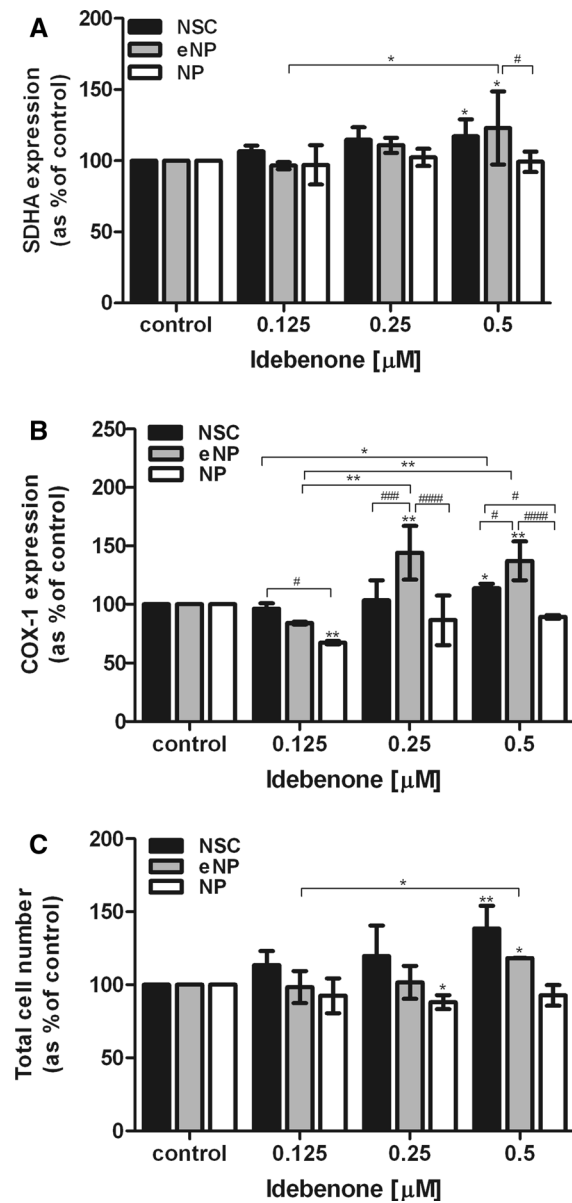 A
200
NSC
eNP
NP
*
#
*
*
150
100
50
0
SDHA expression
(as % of control)
control 0.125 0.25 0.5
Idebenone [μM]
B
250
NSC
eNP
NP
*
**
**
###
####
#
#
####
**
**
*
#
**
200
150
100
50
0
COX-1 expression
(as % of control)
control 0.125 0.25 0.5
Idebenone [μM]
C
200
NSC
eNP
NP
*
**
*
*
150
100
50
0
Total cell number
(as % of control)
control 0.125 0.25 0.5
Idebenone [μM]